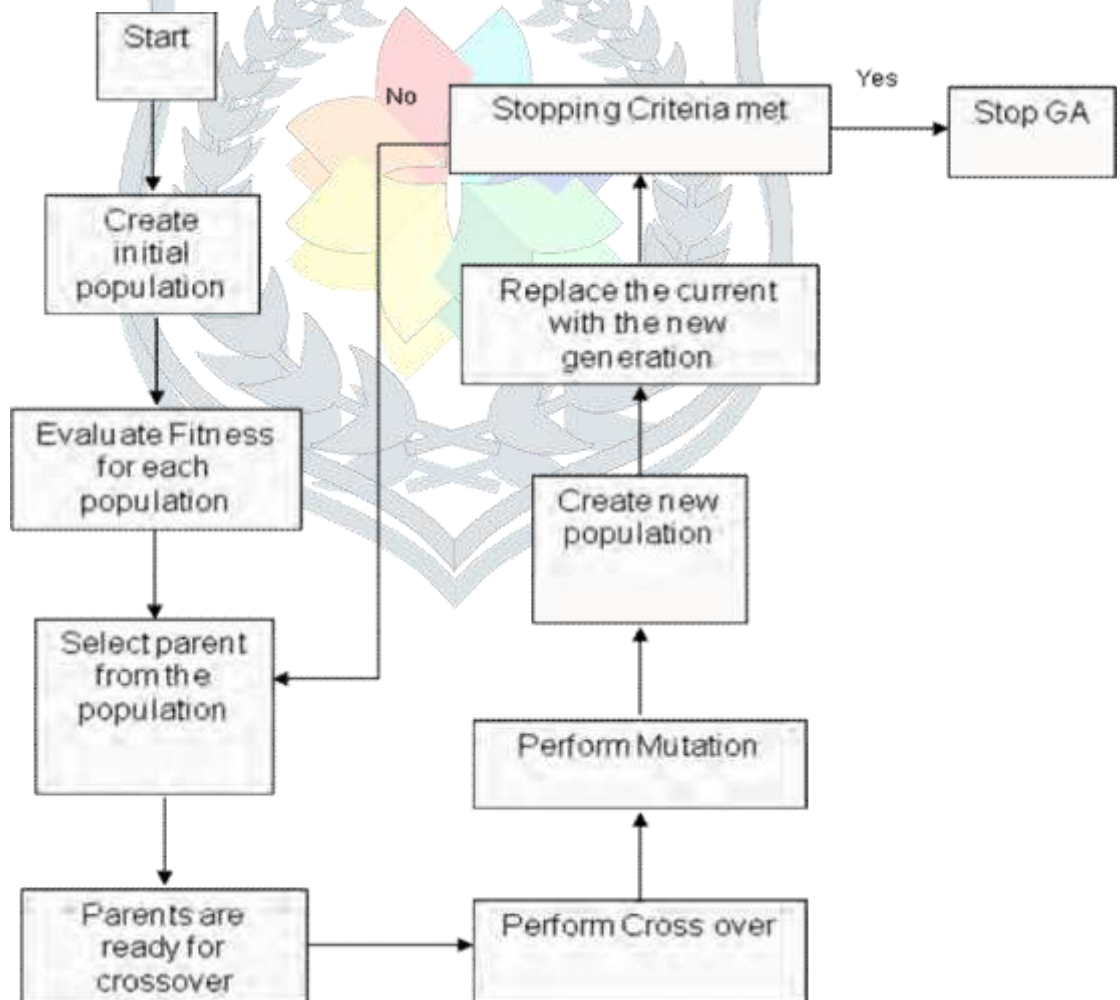 Start
Create
initial
population
Evaluate Fitness
for each
population
Select parent
from the
population
Parents are
ready for
crossover
Perform Cross over
Perform Mutation
Create new
population
Replace the current
with the new
generation
Stopping Criteria met
No
Yes
Stop GA